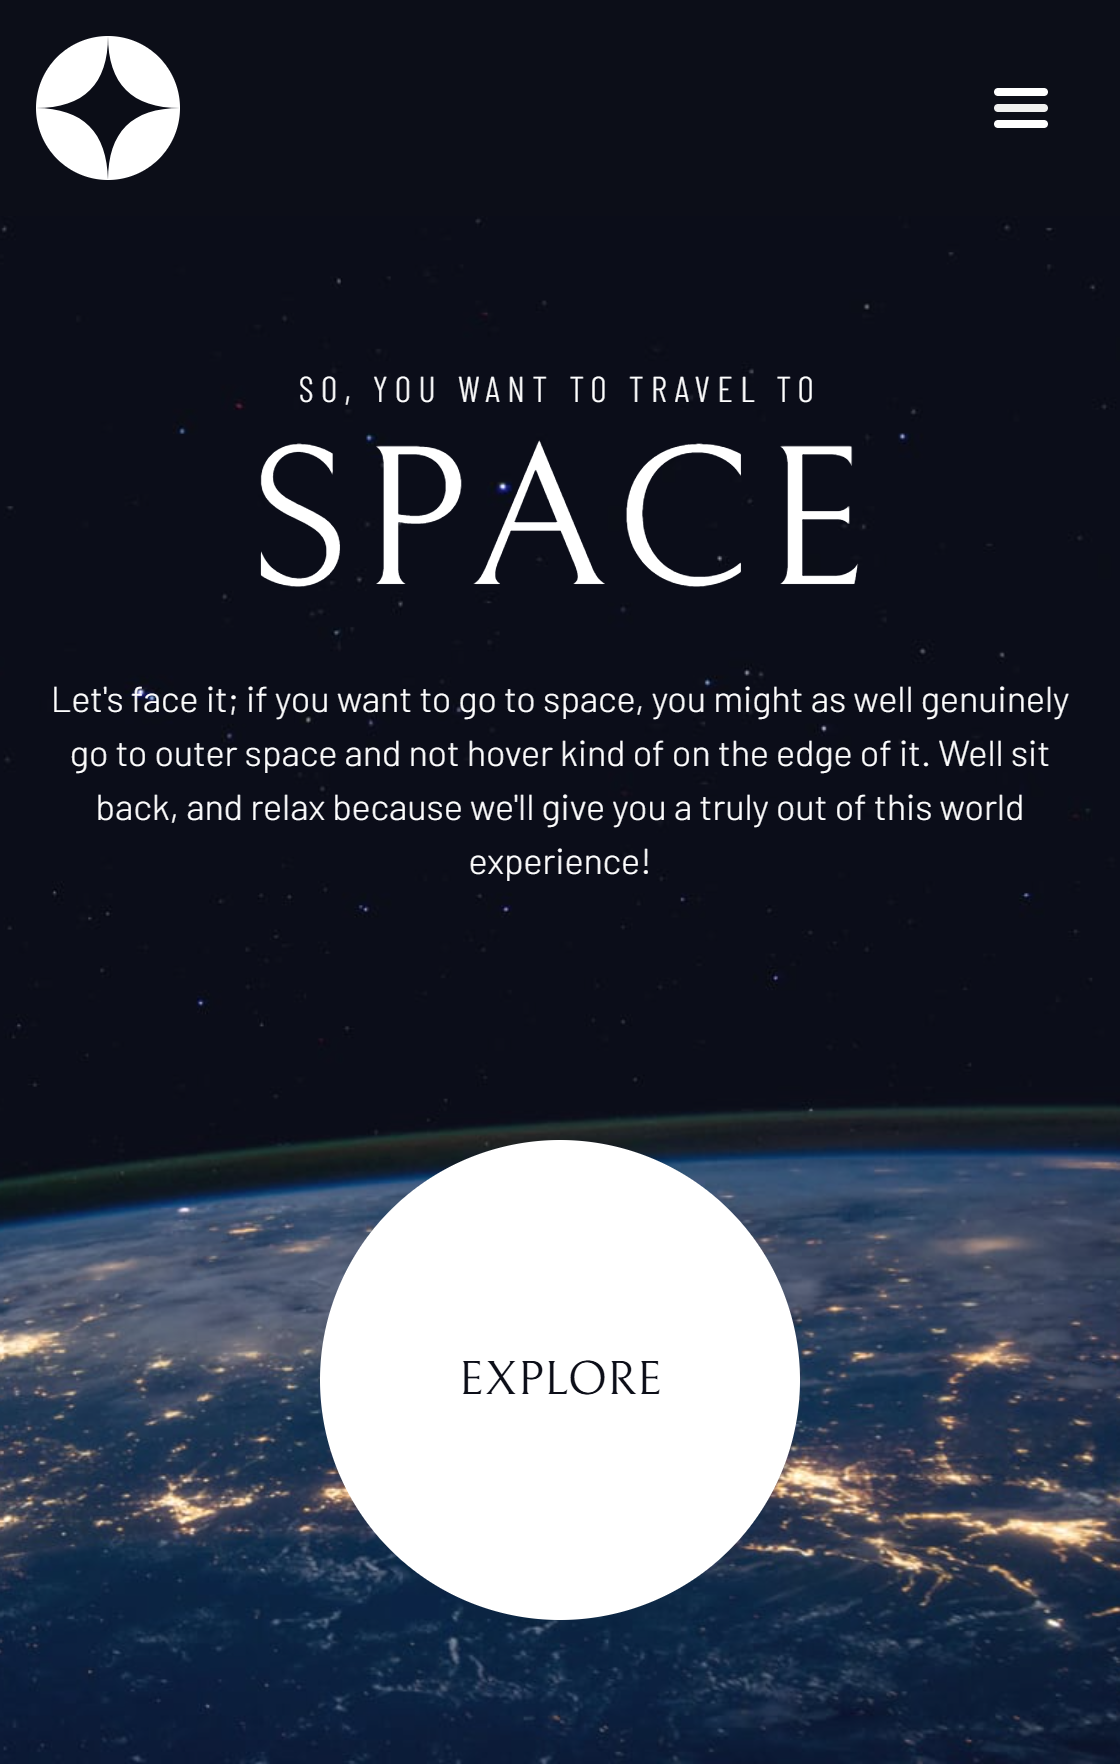 SO, YOU WANT TO TRAVEL TO
SPACE
Let's face it; if you want to go to space, you might as well genuinely
go to outer space and not hover kind of on the edge of it. Well sit
back, and relax because we'll give you a truly out of this world
experience!
EXPLORE